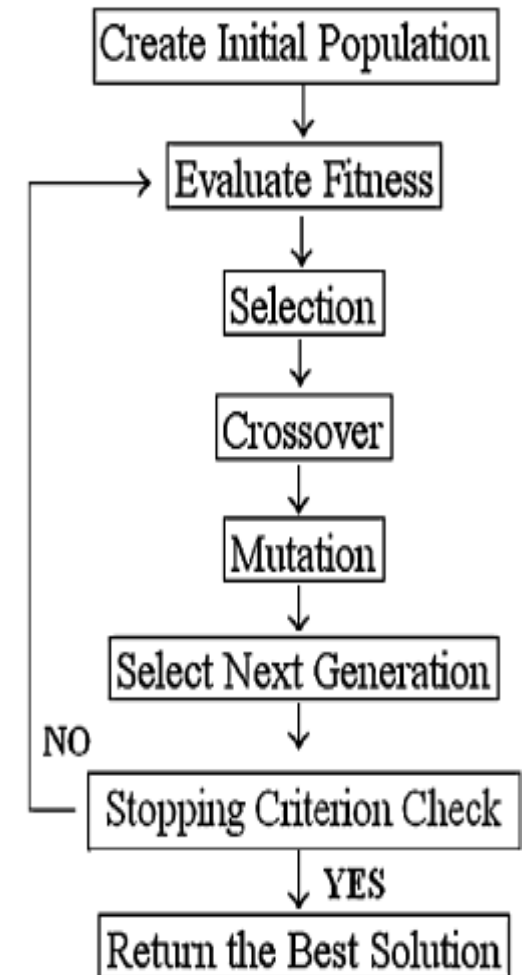 Create Initial Population
Evaluate Fitness
Selection
Crossover
Mutation
Select Next Generation
NO
Stopping Criterion Check
YES
Return the Best Solution